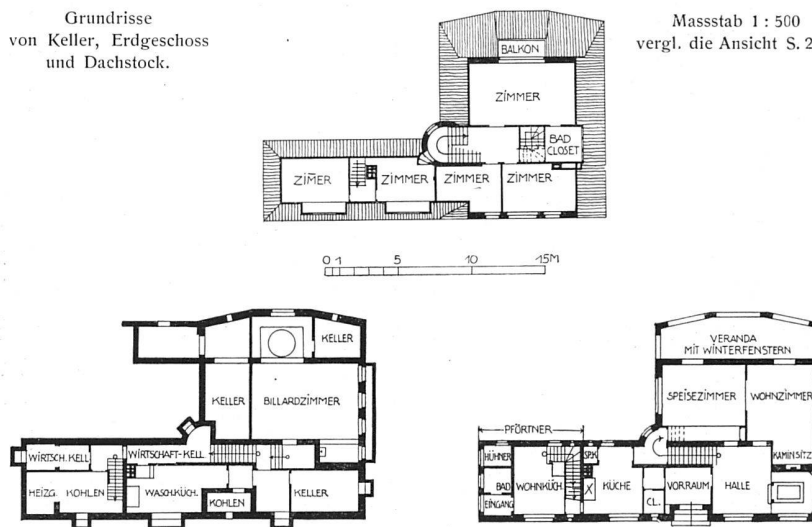 Grundrisse
von Keller, Erdgeschoss
und Dachstock.
Massstab 1 : 500
vergl. die Ansicht S. 2
BALKON
ZIMMER
BAD
CLOSET
ZIMER
ZIMMER
ZIMMER
ZIMMER
0 1 5 10 15M
KELLER
KELLER
BILLARDZIMMER
WIRTSCH. KELL
WIRTSCHAFT-KELL
HEIZG.
KOHLEN
WASCHKÜCH.
KOHLEN
KELLER
VERANDA
MIT WINTERFENSTERN
SPEISEZIMMER
WOHNZIMMER
PFÖRTNER
HÜHNER
BAD
EINGANG
WOHNKÜCH.
SP.K
KÜCHE
CL.
VORRAUM
HALLE
KAMINSITZ